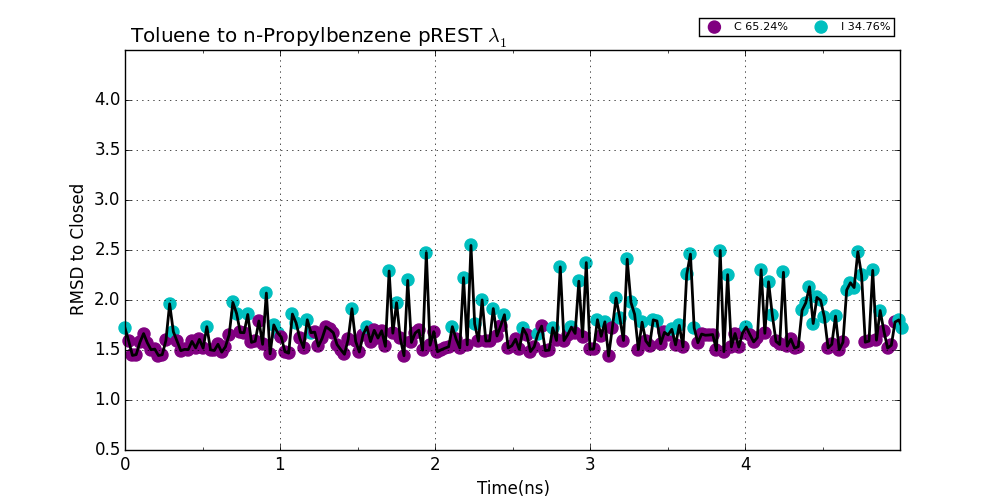 Toluene to n-Propylbenzene pREST λ₁
C 65.24%
I 34.76%
4.0
3.5
3.0
2.5
2.0
1.5
1.0
0.5
RMSD to Closed
0 1 2 3 4
Time(ns)